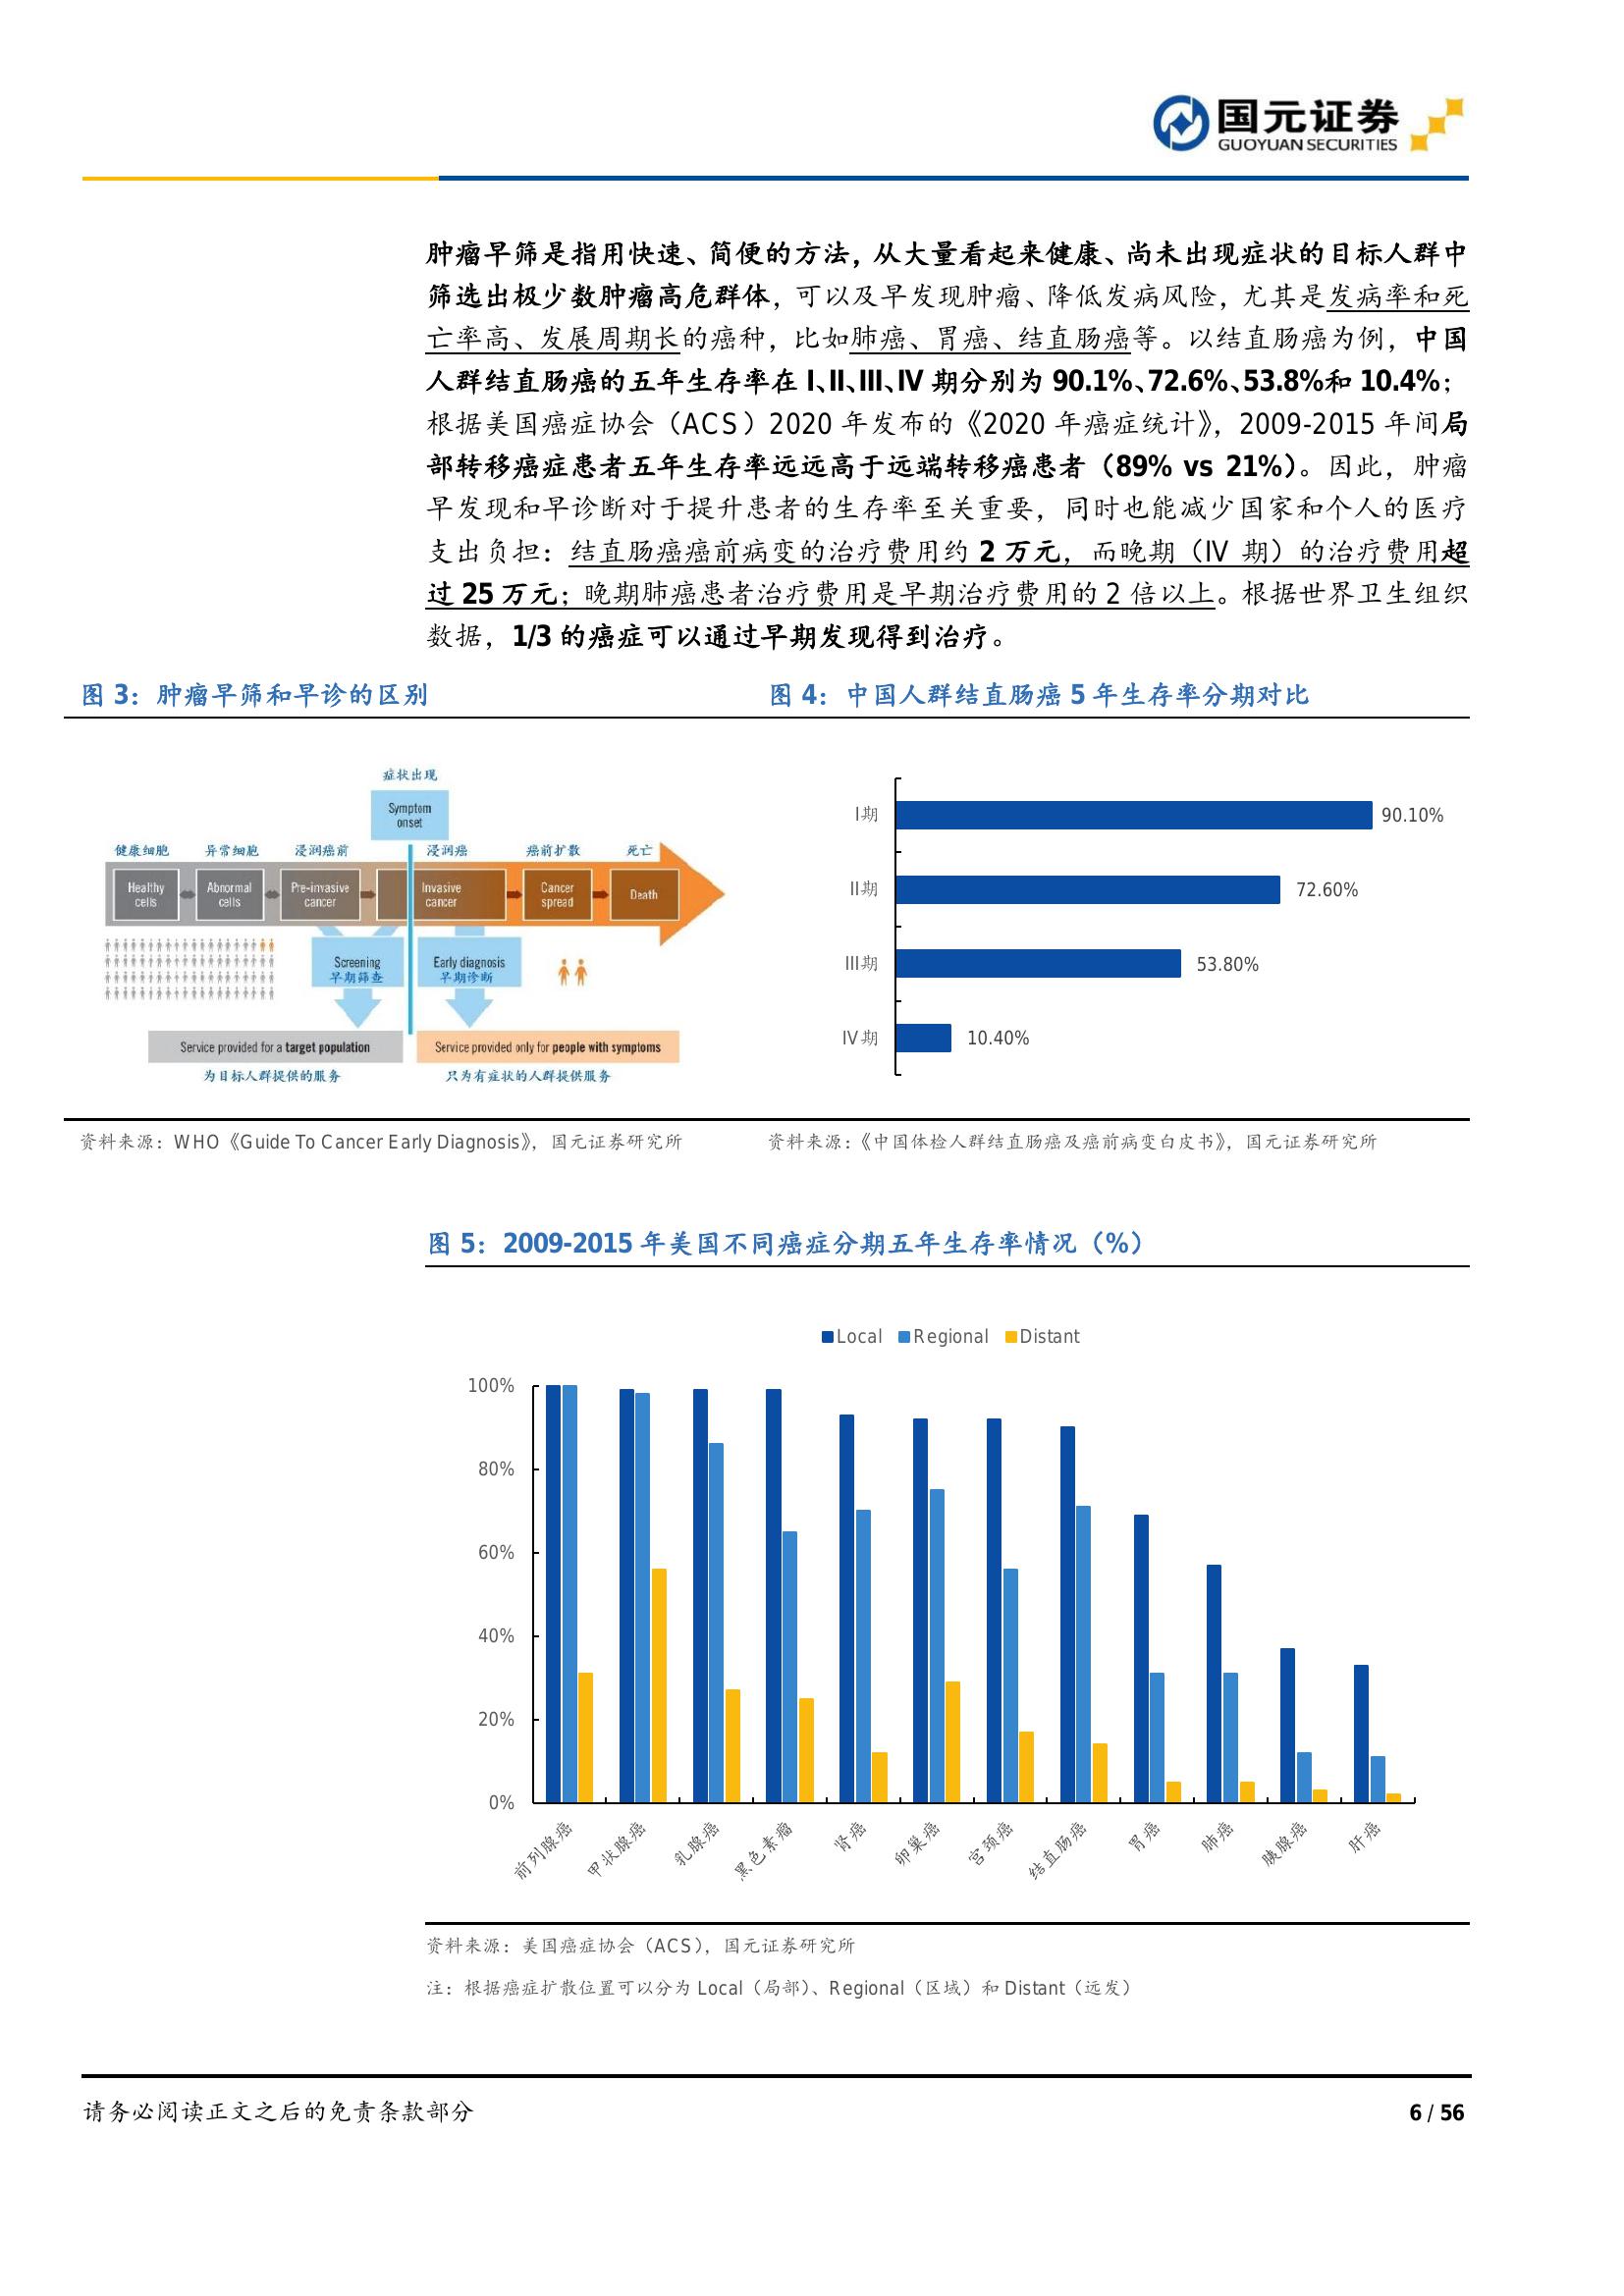 国元证券
GUOYUAN SECURITIES
肿瘤早筛是指用快速、简便的方法，从大量看起来健康、尚未出现症状的目标人群中
筛选出极少数肿瘤高危群体，可以及早发现肿瘤、降低发病风险，尤其是发病率和死
亡率高、发展周期长的癌种，比如肺癌、胃癌、结直肠癌等。以结直肠癌为例，中国
人群结直肠癌的五年生存率在 I、II、III、IV 期分别为 90.1%、72.6%、53.8%和 10.4%；
根据美国癌症协会（ACS）2020 年发布的《2020 年癌症统计》，2009-2015 年间局
部转移癌症患者五年生存率远远高于远端转移癌患者（89% vs 21%）。因此，肿瘤
早发现和早诊断对于提升患者的生存率至关重要，同时也能减少国家和个人的医疗
支出负担：结直肠癌癌前病变的治疗费用约 2 万元，而晚期（IV 期）的治疗费用超
过 25 万元；晚期肺癌患者治疗费用是早期治疗费用的 2 倍以上。根据世界卫生组织
数据，1/3 的癌症可以通过早期发现得到治疗。
图 3：肿瘤早筛和早诊的区别
症状出现
Symptom
onset
健康细胞 异常细胞 浸润癌前 浸润癌 癌前扩散 死亡
Healthy
cells
Abnormal
cells
Pre-invasive
cancer
Invasive
cancer
Cancer
spread
Death
Screening
早期筛查
Early diagnosis
早期诊断
Service provided for a target population
Service provided only for people with symptoms
为目标人群提供的服务
只为有症状的人群提供服务
资料来源：WHO《Guide To Cancer Early Diagnosis》，国元证券研究所
图 4：中国人群结直肠癌 5 年生存率分期对比
I期 90.10%
II期 72.60%
III期 53.80%
IV期 10.40%
资料来源：《中国体检人群结直肠癌及癌前病变白皮书》，国元证券研究所
图 5：2009-2015 年美国不同癌症分期五年生存率情况（%）
Local Regional Distant
100%
80%
60%
40%
20%
0%
前列腺癌 甲状腺癌 乳腺癌 黑色素瘤 肾癌 卵巢癌 宫颈癌 结直肠癌 胃癌 肺癌 胰腺癌 肝癌
资料来源：美国癌症协会（ACS），国元证券研究所
注：根据癌症扩散位置可以分为 Local（局部）、Regional（区域）和 Distant（远发）
请务必阅读正文之后的免责条款部分
6 / 56